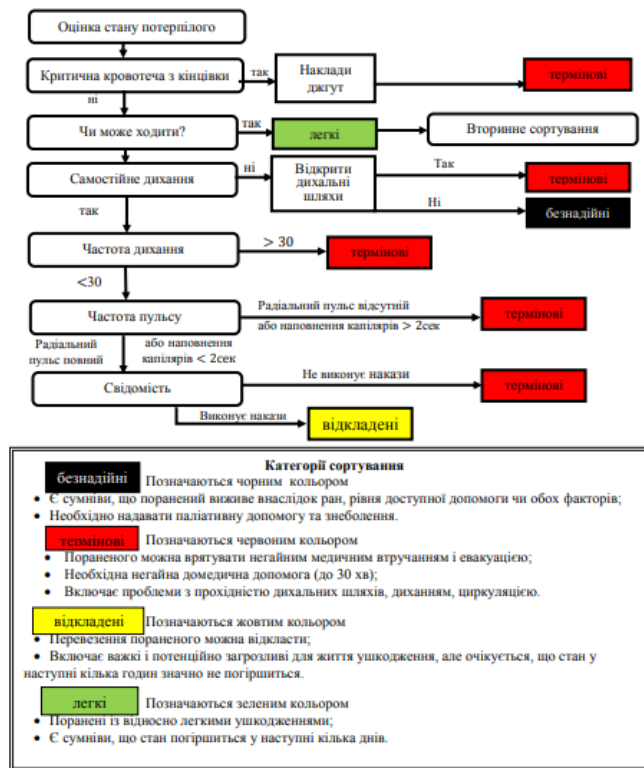 Оцінка стану потерпілого
Критична кровотеча з кінцівки
так
Наклади
джгут
термінові
ні
Чи може ходити?
так
легкі
Вторинне сортування
Самостійне дихання
ні
Відкрити
дихальні
шляхи
Так
термінові
Ні
безнадійні
так
Частота дихання
> 30
термінові
<30
Частота пульсу
Радіальний пульс відсутній
або наповнення капілярів > 2сек
термінові
Радіальний
пульс повний
або наповнення
капілярів < 2сек
Свідомість
Не виконує накази
термінові
Виконує накази
відкладені
Категорії сортування
безнадійні Позначаються чорним кольором
• Є сумніви, що поранений виживе внаслідок ран, рівня доступної допомоги чи обох факторів;
• Необхідно надавати паліативну допомогу та знеболення.
термінові Позначаються червоним кольором
• Пораненого можна врятувати негайним медичним втручанням і евакуацією;
• Необхідна негайна домедична допомога (до 30 хв);
• Включає проблеми з прохідністю дихальних шляхів, диханням, циркуляцією.
відкладені Позначаються жовтим кольором
• Перевезення пораненого можна відкласти;
• Включає важкі і потенційно загрозливі для життя ушкодження, але очікується, що стан у
наступні кілька годин значно не погіршиться.
легкі Позначаються зеленим кольором
• Поранені із відносно легкими ушкодженнями;
• Є сумніви, що стан погіршиться у наступні кілька днів.